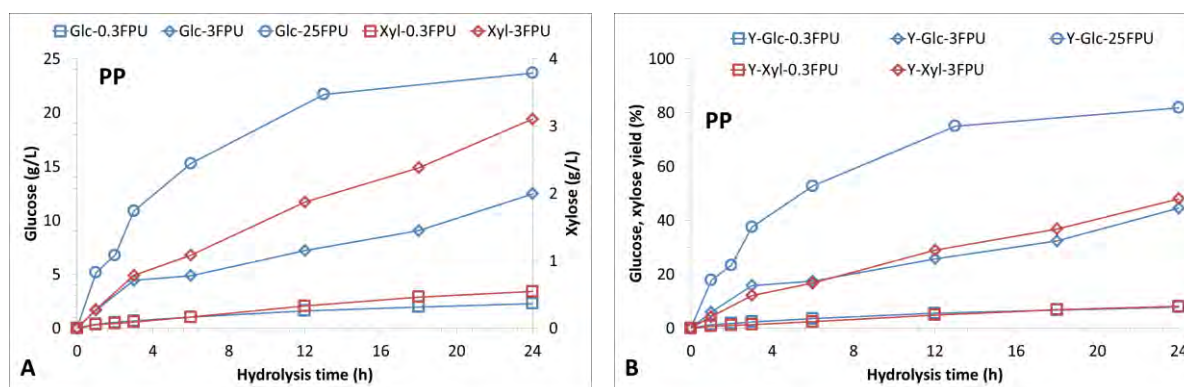 Glc-0.3FPU Glc-3FPU Glc-25FPU Xyl-0.3FPU Xyl-3FPU
25
20
15
10
5
0
Glucose (g/L)
PP
4
3
2
1
0
Xylose (g/L)
0 4 8 12 16 20 24
A
Hydrolysis time (h)
Y-Glc-0.3FPU Y-Glc-3FPU Y-Glc-25FPU
Y-Xyl-0.3FPU Y-Xyl-3FPU
100
80
60
40
20
0
Glucose, xylose yield (%)
PP
0 4 8 12 16 20 24
B
Hydrolysis time (h)